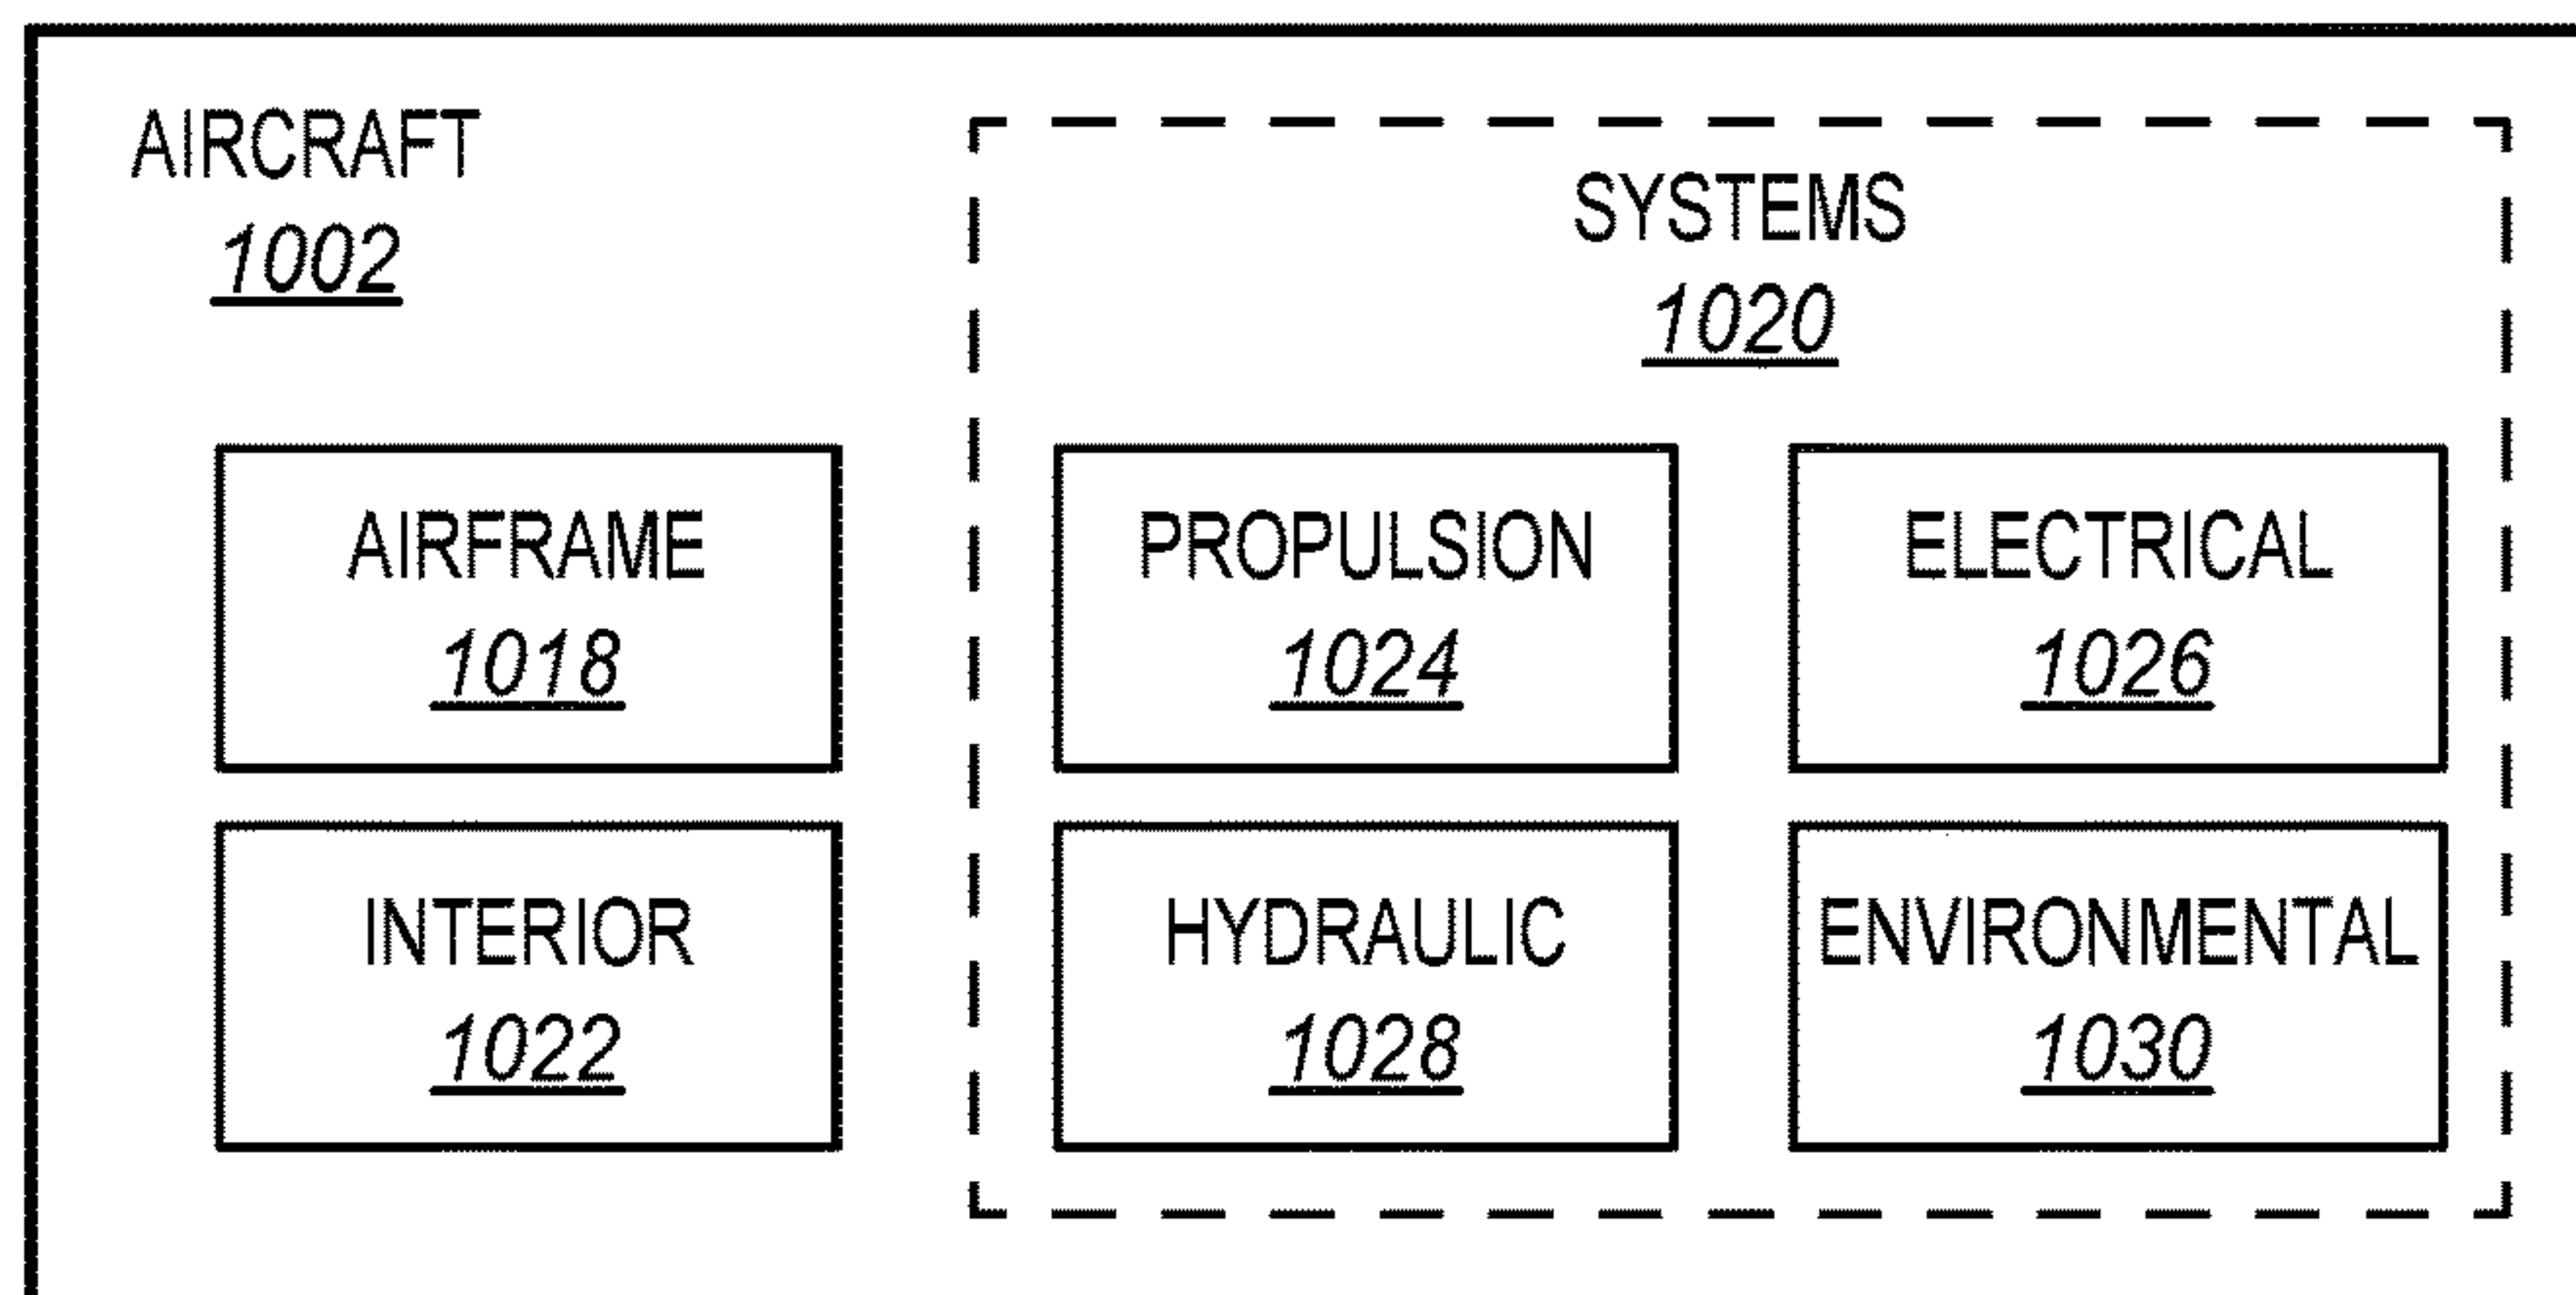 AIRCRAFT
1002
SYSTEMS
1020
AIRFRAME
1018
PROPULSION
1024
ELECTRICAL
1026
INTERIOR
1022
HYDRAULIC
1028
ENVIRONMENTAL
1030